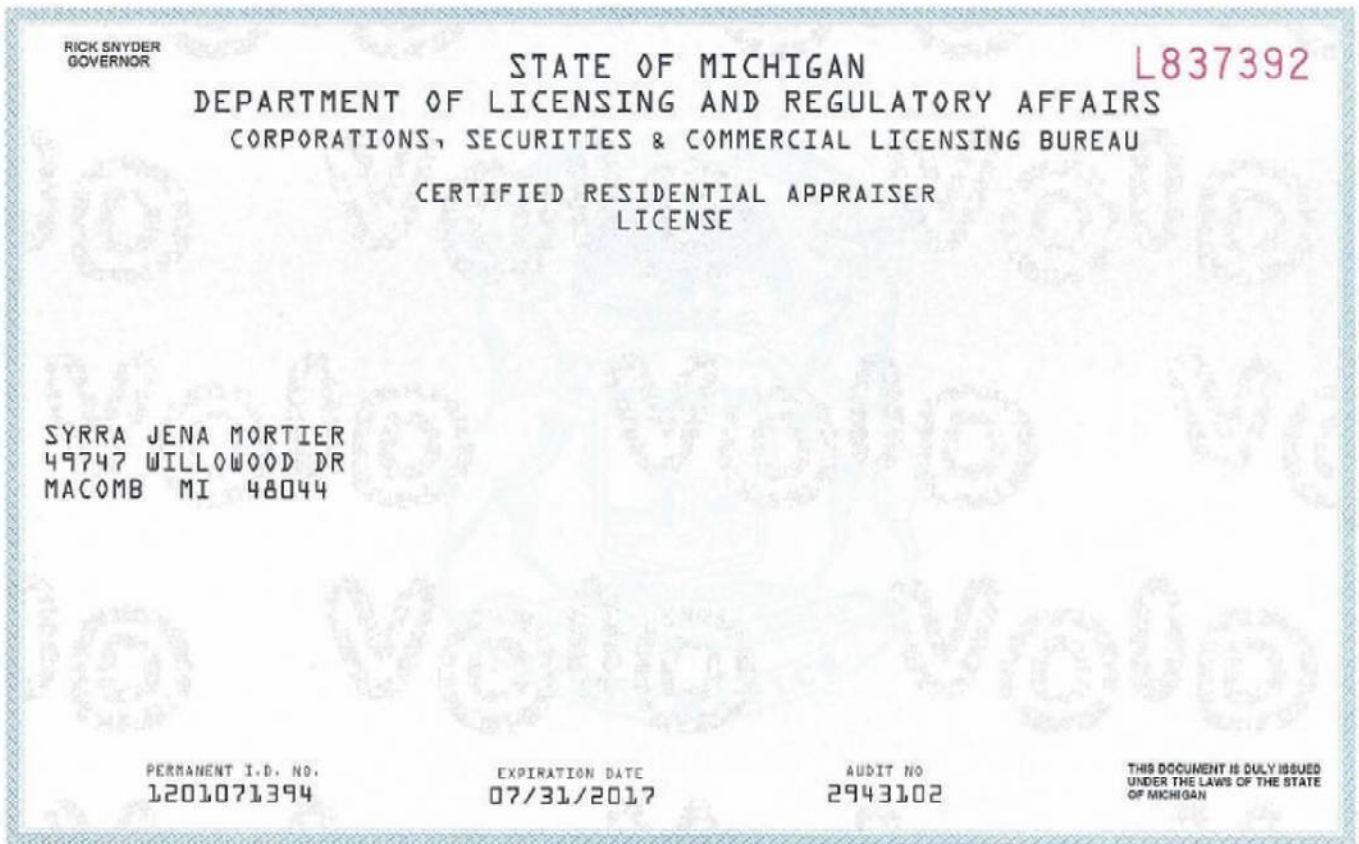 RICK SNYDER
GOVERNOR
STATE OF MICHIGAN
L837392
DEPARTMENT OF LICENSING AND REGULATORY AFFAIRS
CORPORATIONS, SECURITIES & COMMERCIAL LICENSING BUREAU
CERTIFIED RESIDENTIAL APPRAISER
LICENSE
SYRRA JENA MORTIER
49747 WILLOWOOD DR
MACOMB MI 48044
PERMANENT I.D. NO.
1201071394
EXPIRATION DATE
07/31/2017
AUDIT NO
2943102
THIS DOCUMENT IS DULY ISSUED
UNDER THE LAWS OF THE STATE
OF MICHIGAN